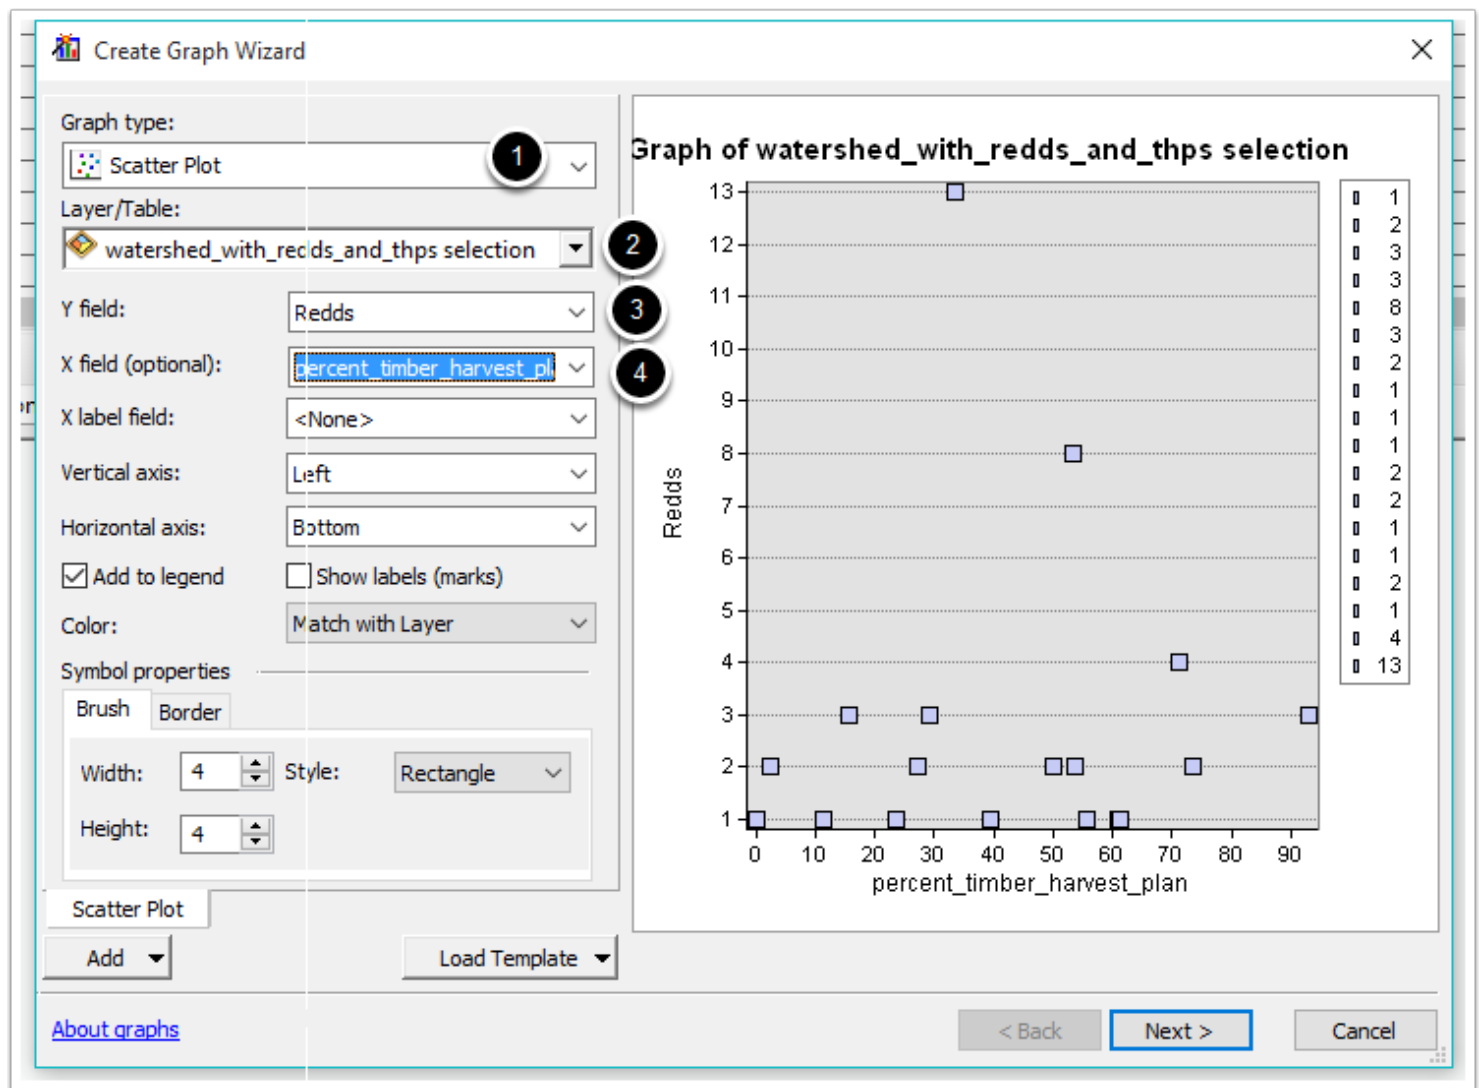 Create Graph Wizard
Graph type:
Scatter Plot
1
Layer/Table:
watershed_with_redds_and_thps selection
2
Y field:
Redds
3
X field (optional):
percent_timber_harvest_pl
4
X label field:
<None>
Vertical axis:
Left
Horizontal axis:
Bottom
Add to legend
Show labels (marks)
Color:
Match with Layer
Symbol properties
Brush
Border
Width:
4
Style:
Rectangle
Height:
4
Scatter Plot
Add
Load Template
Graph of watershed_with_redds_and_thps selection
13
12
11
10
9
8
7
6
5
4
3
2
1
Redds
0 10 20 30 40 50 60 70 80 90
percent_timber_harvest_plan
1
2
3
3
8
3
2
1
1
1
2
2
1
1
2
1
4
13
About graphs
< Back
Next >
Cancel